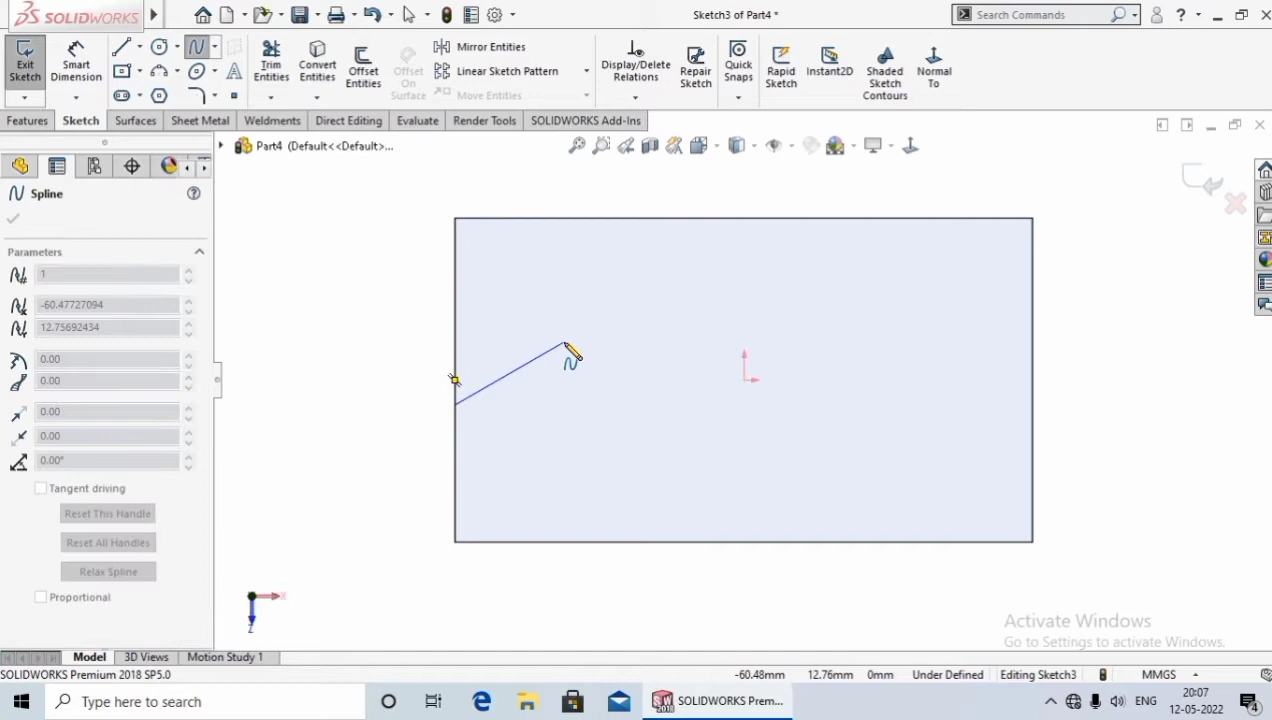 SOLIDWORKS
Sketch3 of Part4 *
Search Commands
?
Exit Sketch
Smart Dimension
Trim Entities
Convert Entities
Offset Entities
Offset On Surface
Mirror Entities
Linear Sketch Pattern
Move Entities
Display/Delete Relations
Repair Sketch
Quick Snaps
Rapid Sketch
Instant2D
Shaded Sketch Contours
Normal To
Features
Sketch
Surfaces
Sheet Metal
Weldments
Direct Editing
Evaluate
Render Tools
SOLIDWORKS Add-Ins
Part4 (Default<<Default>...
Spline
Parameters
1
-60.47727094
12.75692434
0.00
0.00
0.00
0.00
0.00°
Tangent driving
Reset This Handle
Reset All Handles
Relax Spline
Proportional
X
Z
Activate Windows
Go to Settings to activate Windows.
Model
3D Views
Motion Study 1
SOLIDWORKS Premium 2018 SP5.0
-60.48mm
12.76mm
0mm
Under Defined
Editing Sketch3
MMGS
Type here to search
SOLIDWORKS Prem...
ENG
20:07
12-05-2022
4